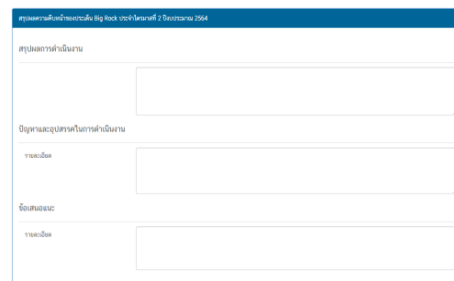 สรุปผลความคืบหน้าของประเด็น Big Rock ประจำไตรมาสที่ 2 ปีงบประมาณ 2564
สรุปผลการดำเนินงาน
ปัญหาและอุปสรรคในการดำเนินงาน
รายละเอียด
ข้อเสนอแนะ
รายละเอียด